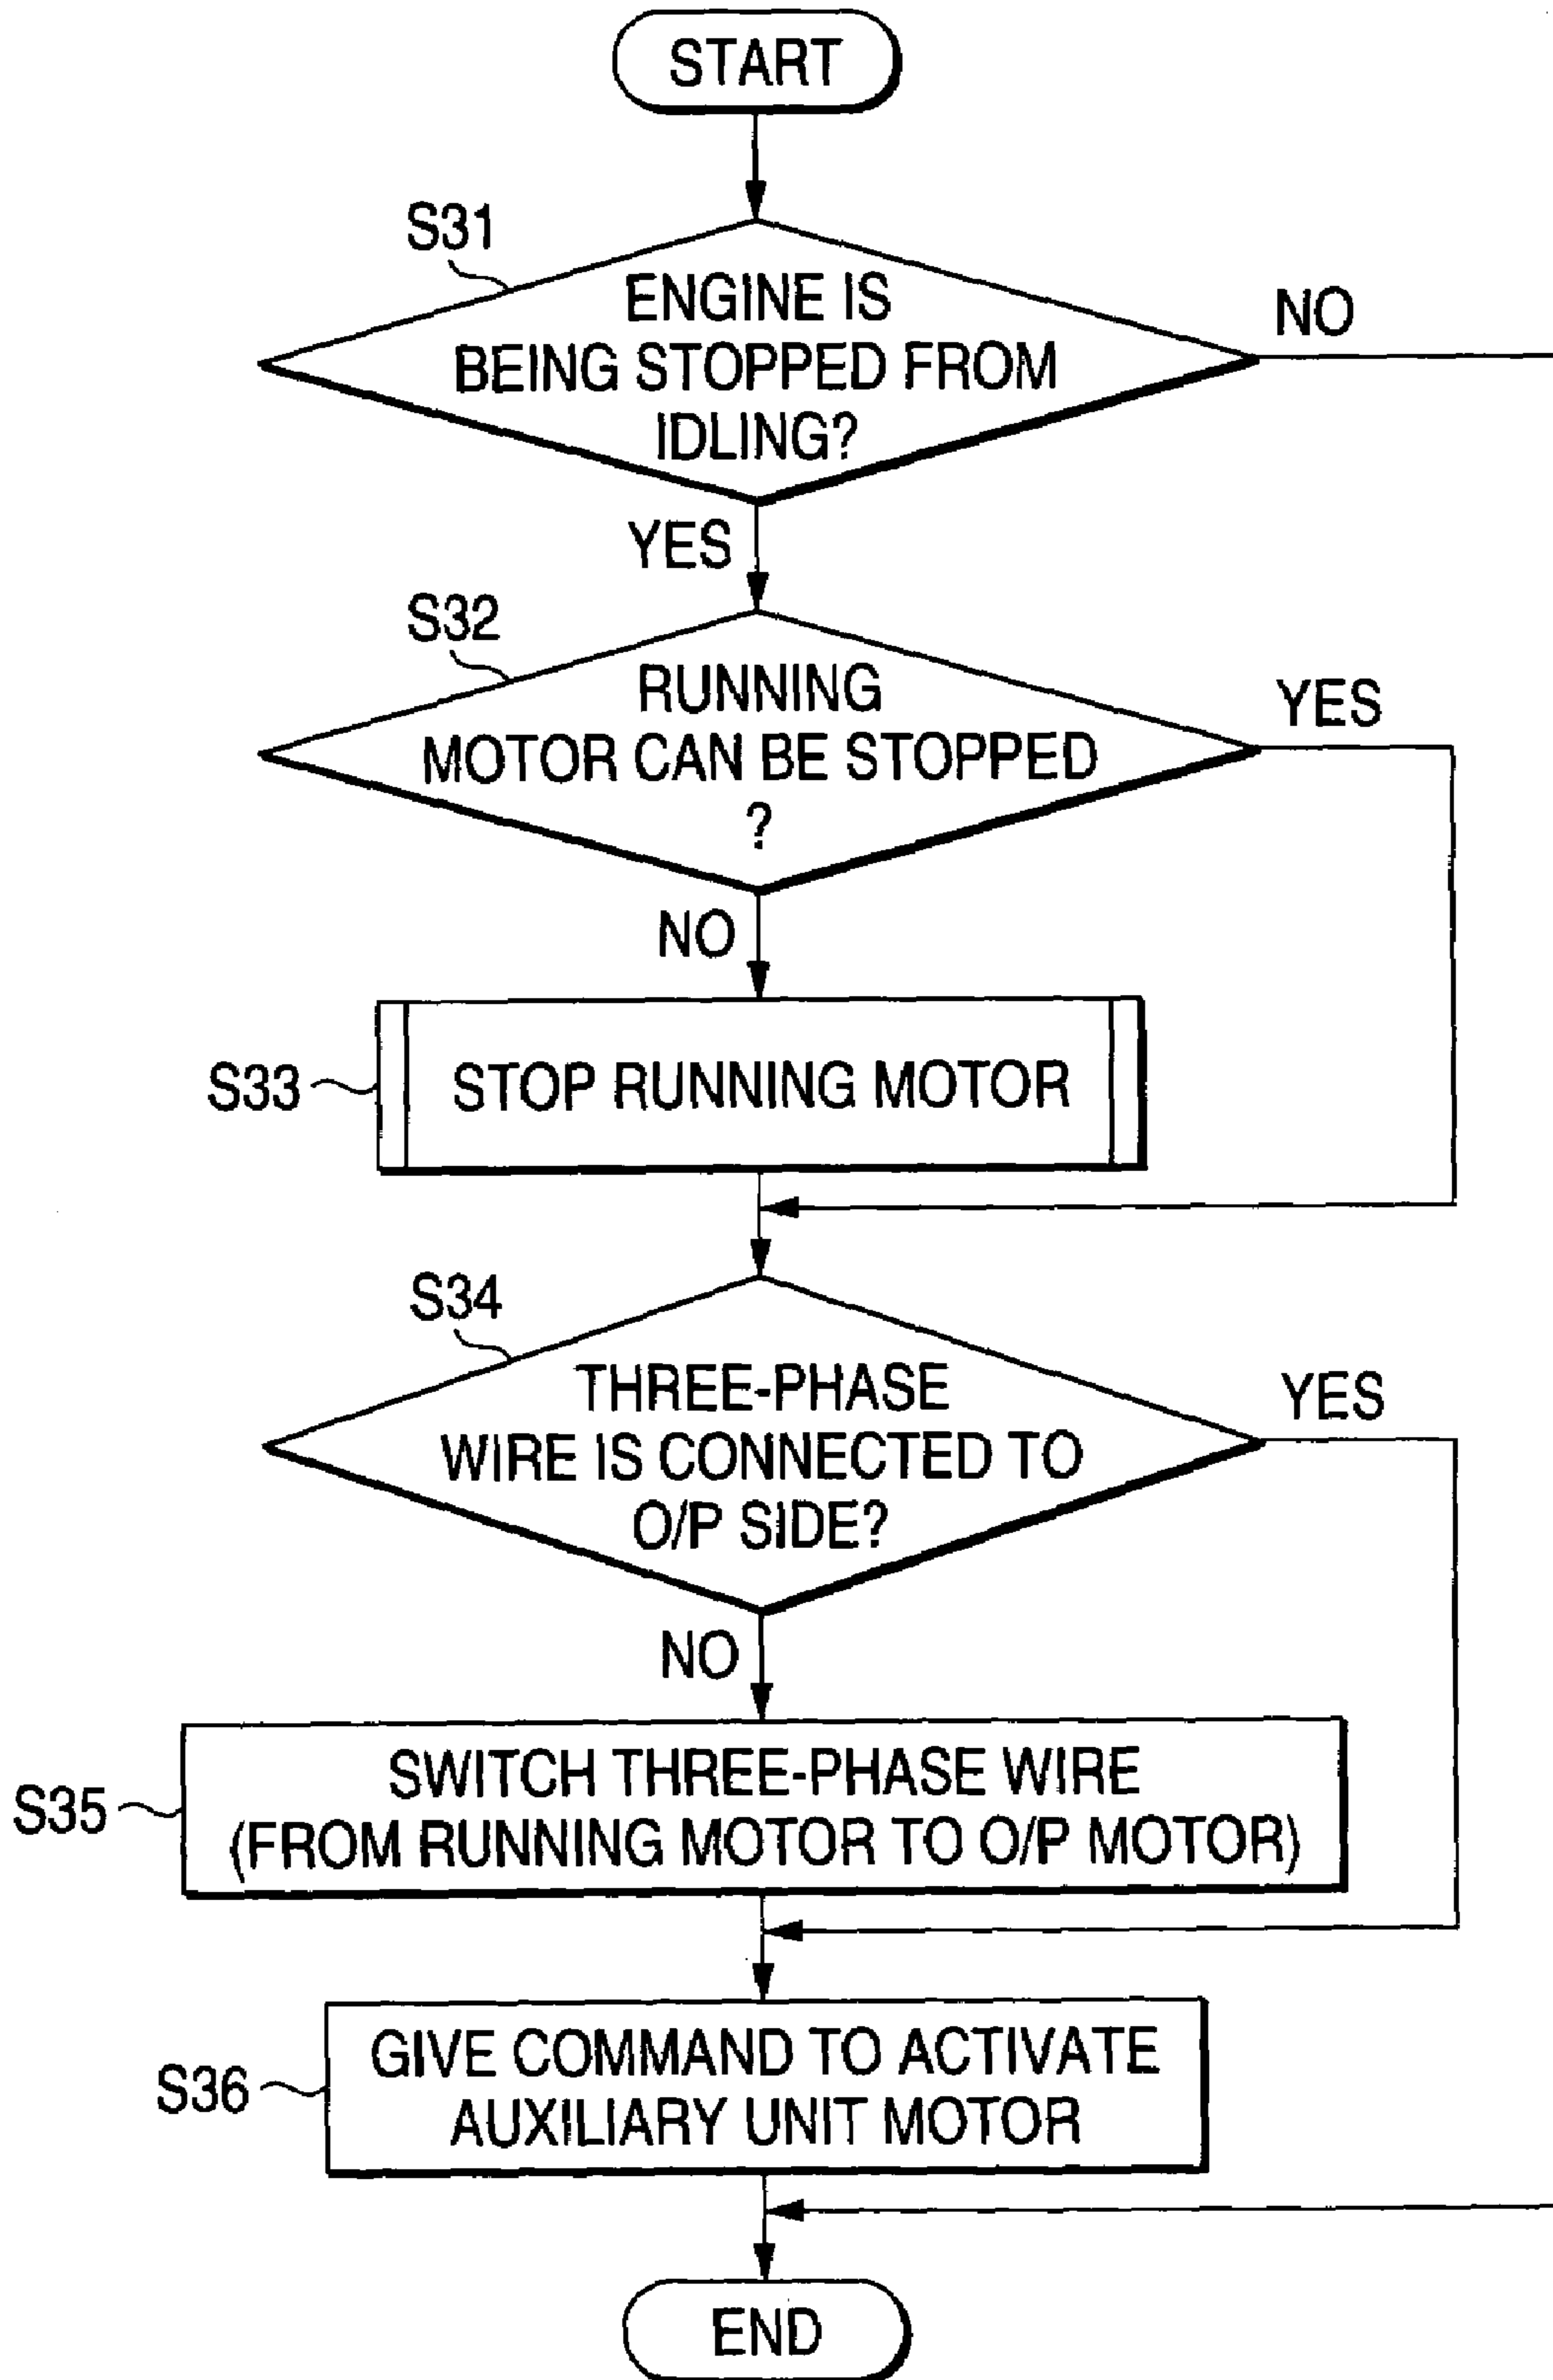 START
S31
ENGINE IS
BEING STOPPED FROM
IDLING?
NO
YES
S32
RUNNING
MOTOR CAN BE STOPPED
?
YES
NO
S33
STOP RUNNING MOTOR
S34
THREE-PHASE
WIRE IS CONNECTED TO
O/P SIDE?
YES
NO
S35
SWITCH THREE-PHASE WIRE
(FROM RUNNING MOTOR TO O/P MOTOR)
S36
GIVE COMMAND TO ACTIVATE
AUXILIARY UNIT MOTOR
END